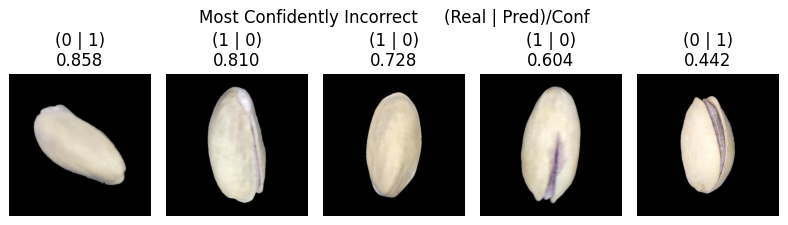 Most Confidently Incorrect (Real | Pred)/Conf
(0 | 1) (1 | 0) (1 | 0) (1 | 0) (0 | 1)
0.858 0.810 0.728 0.604 0.442